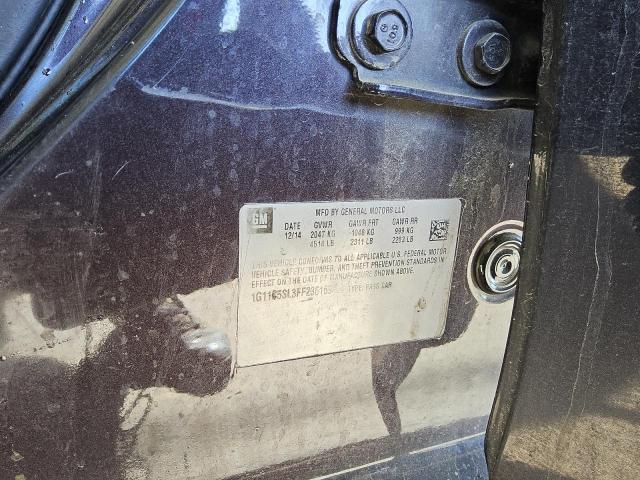 GM
MFD BY GENERAL MOTORS LLC
DATE GVWR GAWR FRT GAWR RR
12/14 2047 KG 1048 KG 999 KG
4514 LB 2311 LB 2203 LB
THIS VEHICLE CONFORMS TO ALL APPLICABLE U.S. FEDERAL
VEHICLE SAFETY, BUMPER, AND THEFT PREVENTION STANDARDS IN
EFFECT ON THE DATE OF MANUFACTURE SHOWN ABOVE.
TYPE: PASS CAR